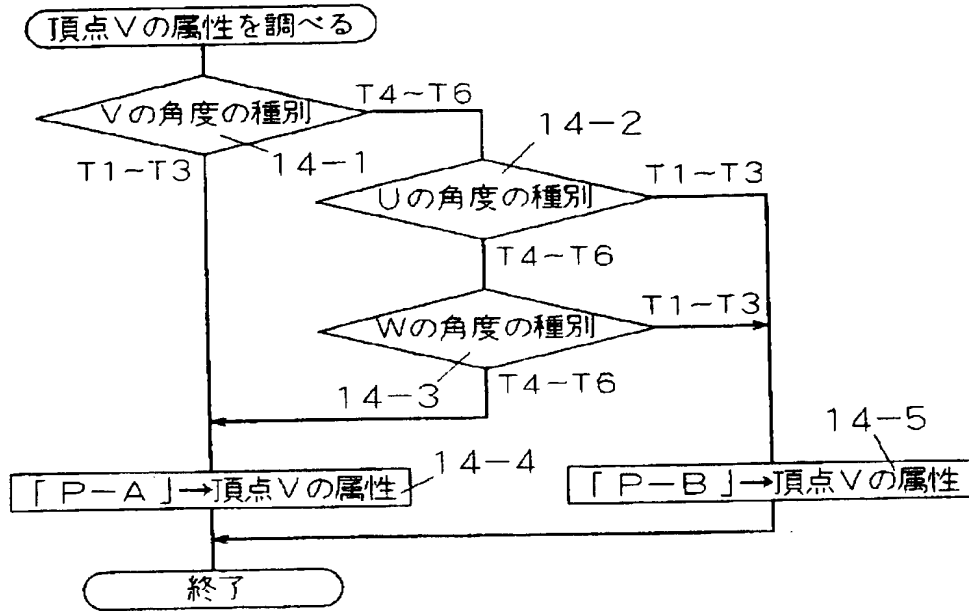 頂点Vの属性を調べる
Vの角度の種別
T4~T6
14-1
14-2
T1~T3
Uの角度の種別
T1~T3
T4~T6
Wの角度の種別
T1~T3
14-3
T4~T6
14-4
14-5
「P-A」→頂点Vの属性
「P-B」→頂点Vの属性
終了